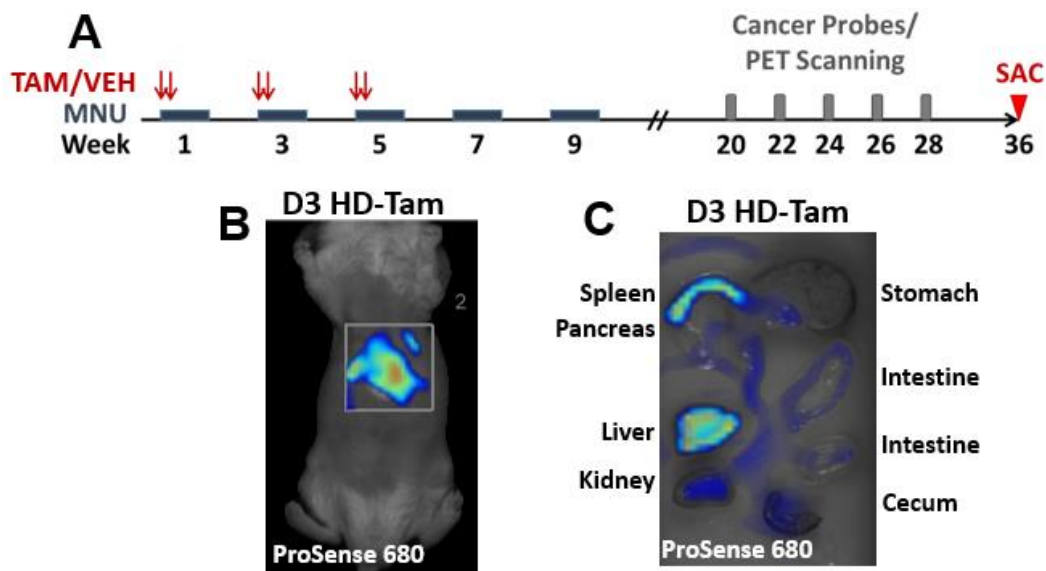 A
Cancer Probes/
PET Scanning
TAM/VEH
SAC
MNU
Week 1 3 5 7 9 20 22 24 26 28 36
B
D3 HD-Tam
2
ProSense 680
C
D3 HD-Tam
Spleen
Stomach
Pancreas
Intestine
Liver
Intestine
Kidney
Cecum
ProSense 680